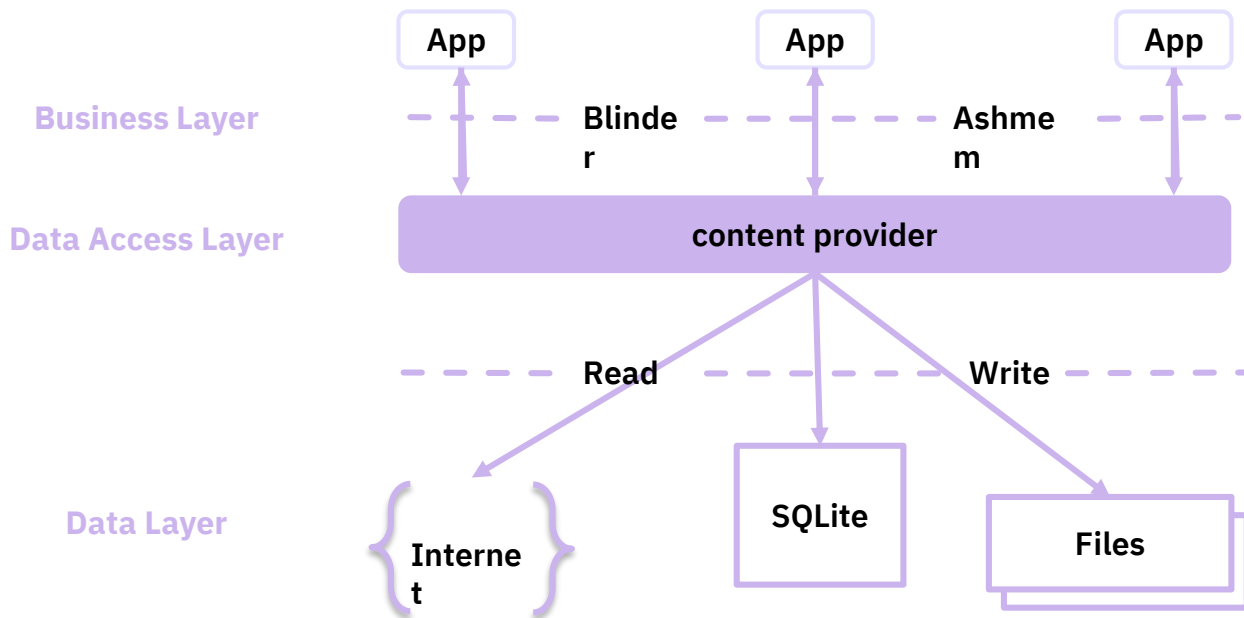 App
App
App
Business Layer
Blinde
r
Ashme
m
Data Access Layer
content provider
Read
Write
Data Layer
Interne
t
SQLite
Files